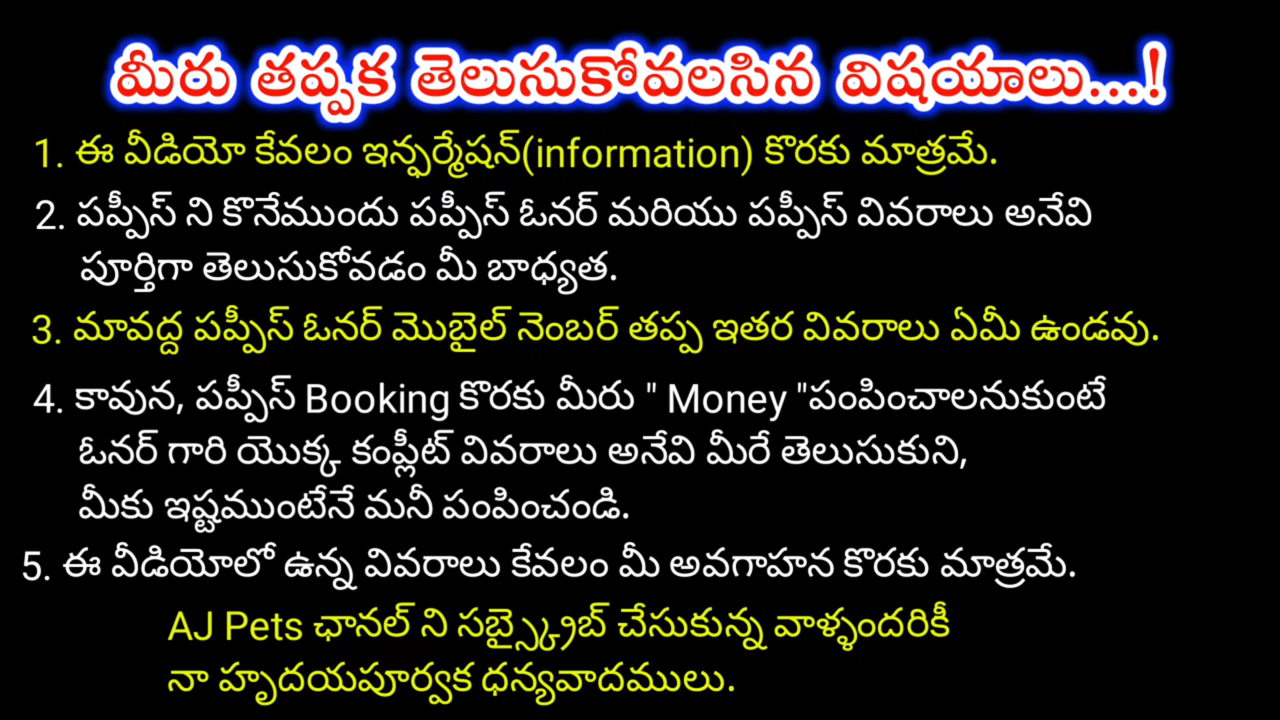 మీరు తప్పక తెలుసుకోవలసిన విషయాలు...!
1. ఈ వీడియో కేవలం ఇన్ఫర్మేషన్(information) కొరకు మాత్రమే.
2. పప్పీస్ ని కొనేముందు పప్పీస్ ఓనర్ మరియు పప్పీస్ వివరాలు అనేవి
పూర్తిగా తెలుసుకోవడం మీ బాధ్యత.
3. మావద్ద పప్పీస్ ఓనర్ మొబైల్ నెంబర్ తప్ప ఇతర వివరాలు ఏమీ ఉండవు.
4. కావున, పప్పీస్ Booking కొరకు మీరు " Money "పంపించాలనుకుంటే
ఓనర్ గారి యొక్క కంప్లీట్ వివరాలు అనేవి మీరే తెలుసుకుని,
మీకు ఇష్టముంటేనే మనీ పంపించండి.
5. ఈ వీడియోలో ఉన్న వివరాలు కేవలం మీ అవగాహన కొరకు మాత్రమే.
AJ Pets ఛానల్ ని సబ్స్క్రైబ్ చేసుకున్న వాళ్ళందరికీ
నా హృదయపూర్వక ధన్యవాదములు.